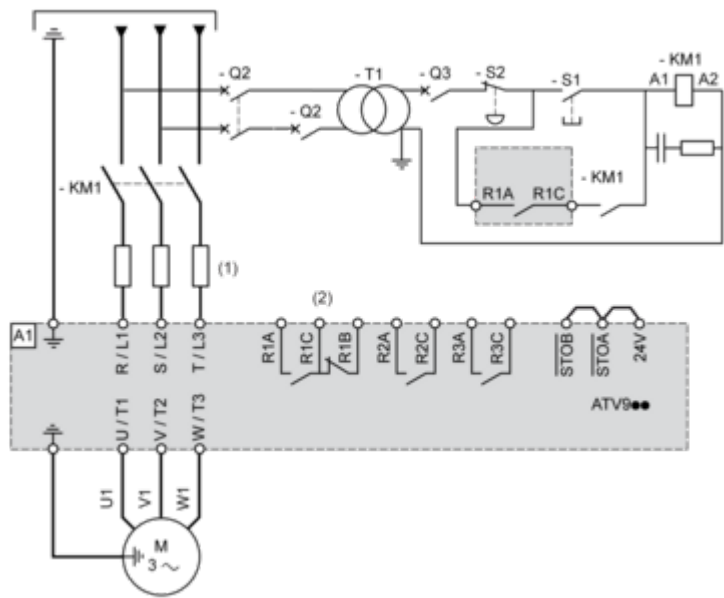 - Q2
- T1
- Q3
- S2
- S1
- KM1
A1
A2
- Q2
- KM1
R1A
R1C
- KM1
(1)
(2)
A1
R / L1
S / L2
T / L3
R1A
R1C
R1B
R2A
R2C
R3A
R3C
STOB
STOA
24V
ATV9●●
U / T1
V / T2
W / T3
U1
V1
W1
M
3 ~